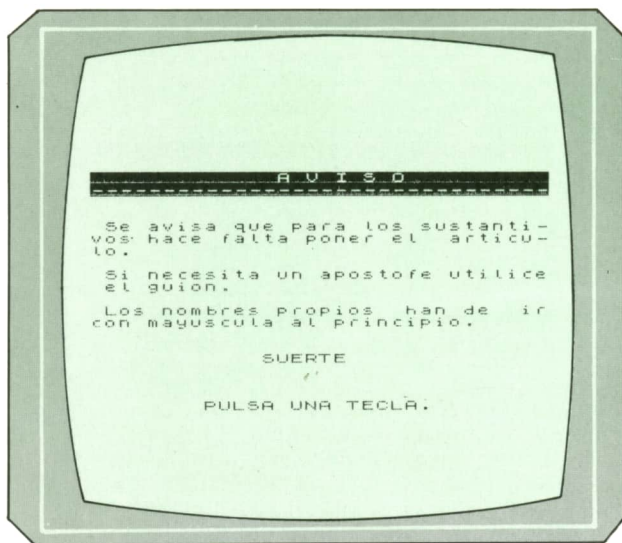 A V I S O
Se avisa que para los sustanti-
vos hace falta poner el articu-
lo.
Si necesita un apostofe utilice
el guion.
Los nombres propios han de ir
con mayuscula al principio.
SUERTE
PULSA UNA TECLA.